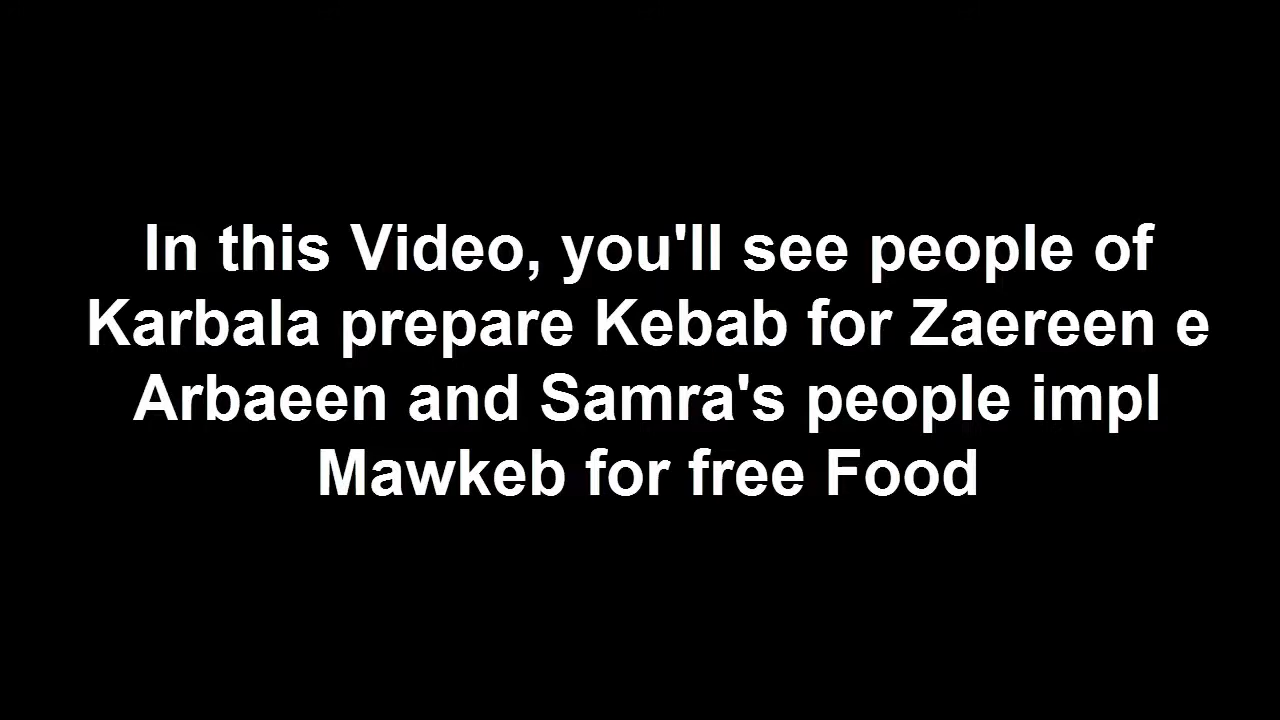 In this Video, you'll see people of
Karbala prepare Kebab for Zaereen e
Arbaeen and Samra's people impl
Mawkeb for free Food